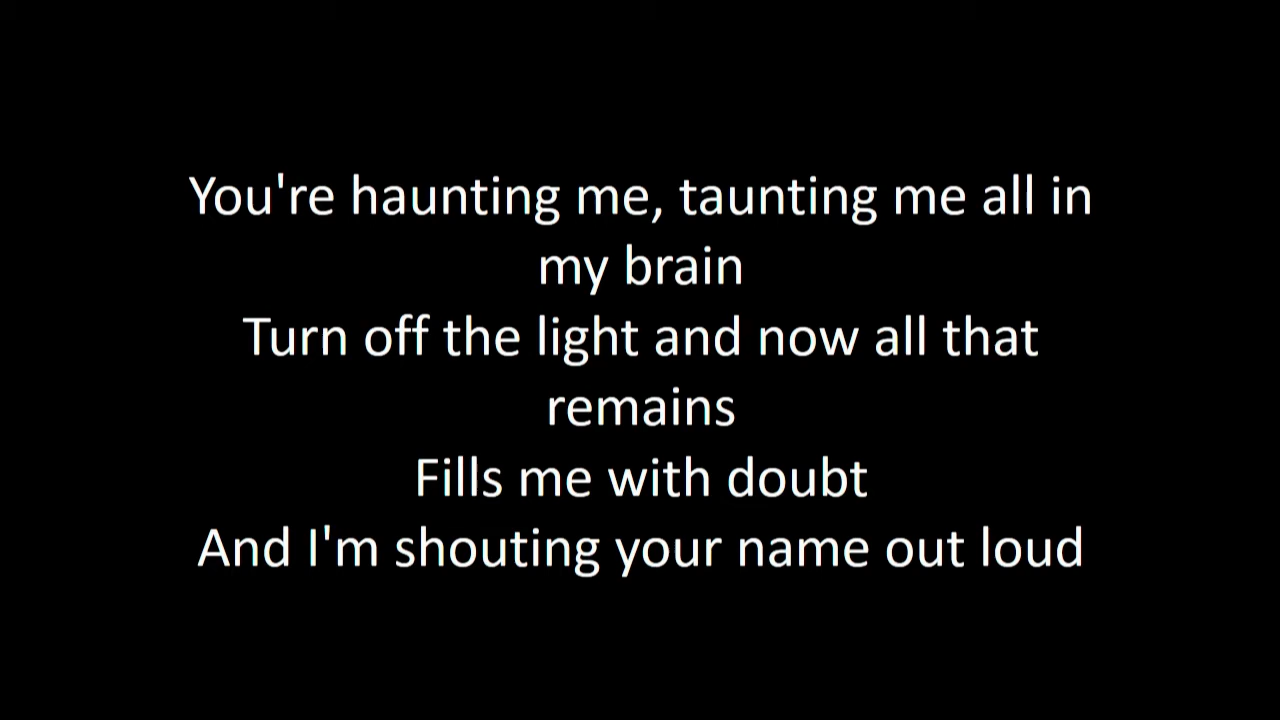 You're haunting me, taunting me all in
my brain
Turn off the light and now all that
remains
Fills me with doubt
And I'm shouting your name out loud